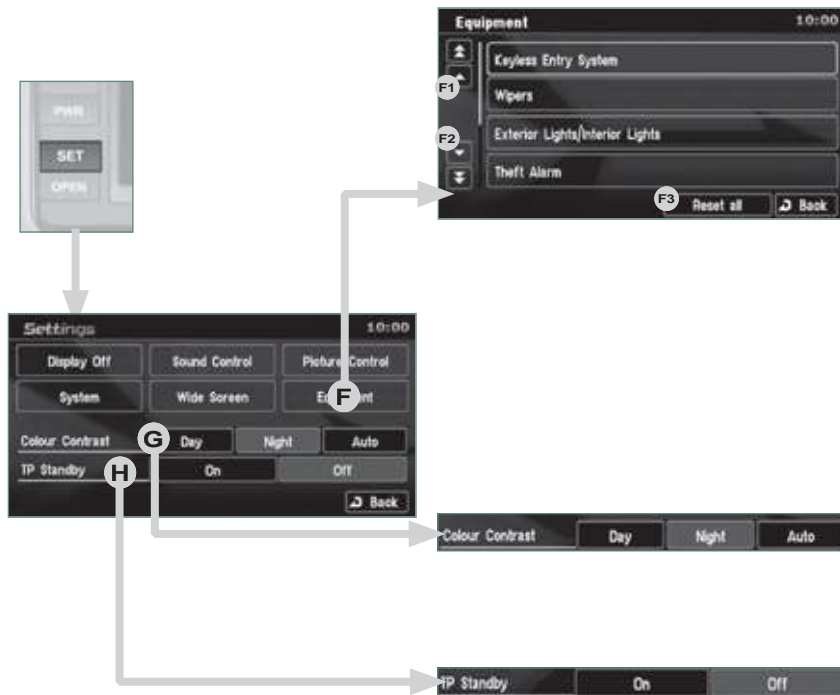 Equipment 10:00
Keyless Entry System
F1
Wipers
F2
Exterior Lights/Interior Lights
Theft Alarm
F3 Reset all Back
PWR
SET
OPEN
Settings 10:00
Display Off Sound Control Picture Control
System Wide Screen F
Colour Contrast G Day Night Auto
TP Standby H On Off
Back
Colour Contrast Day Night Auto
TP Standby On Off